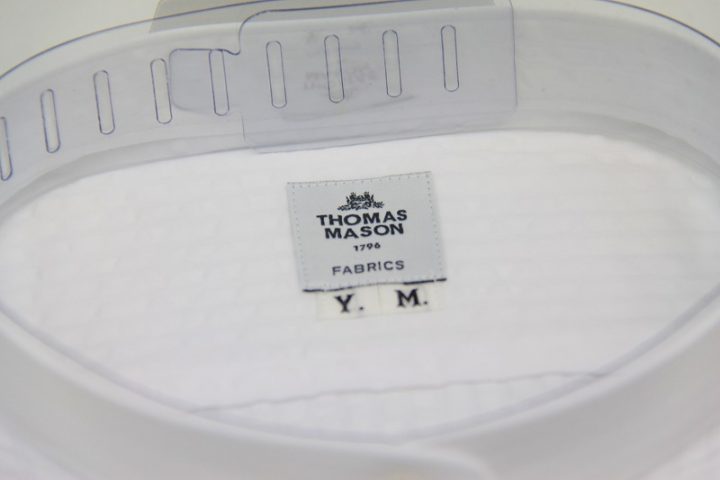 THOMAS
MASON
1796
FABRICS
Y. M.